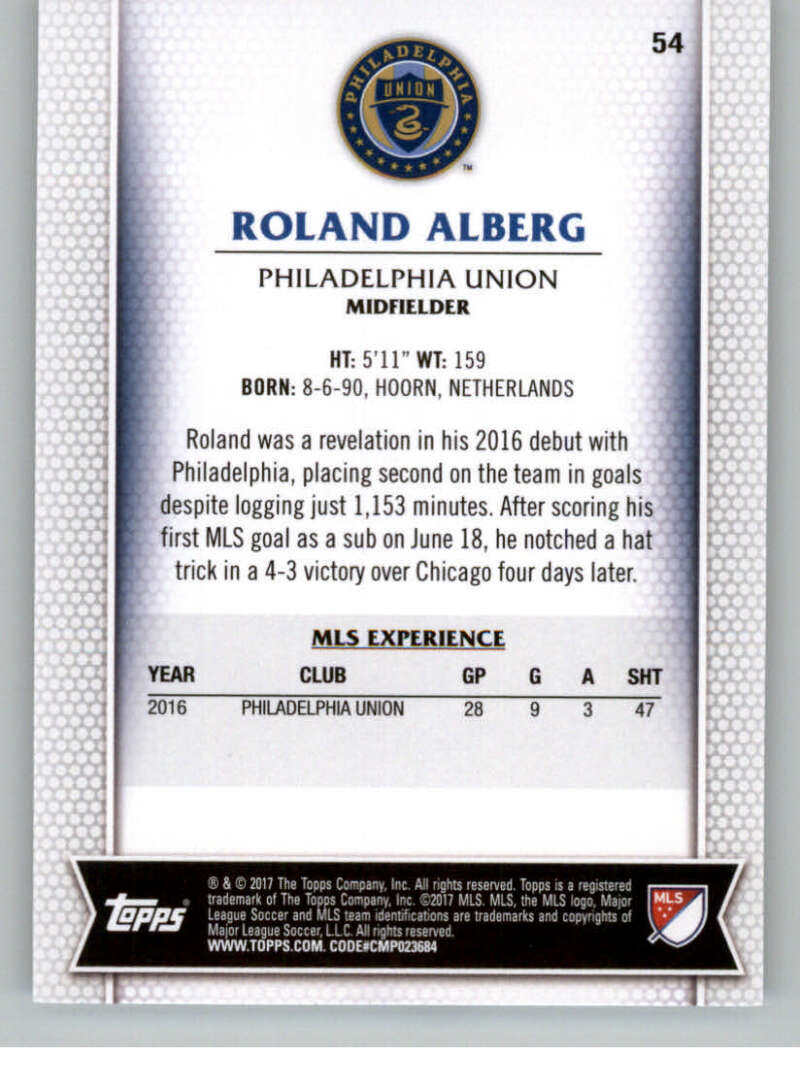 54
PHILADELPHIA
UNION
TM
ROLAND ALBERG
PHILADELPHIA UNION
MIDFIELDER
HT: 5'11" WT: 159
BORN: 8-6-90, HOORN, NETHERLANDS
Roland was a revelation in his 2016 debut with
Philadelphia, placing second on the team in goals
despite logging just 1,153 minutes. After scoring his
first MLS goal as a sub on June 18, he notched a hat
trick in a 4-3 victory over Chicago four days later.
MLS EXPERIENCE
YEAR CLUB GP G A SHT
2016 PHILADELPHIA UNION 28 9 3 47
® & © 2017 The Topps Company, Inc. All rights reserved. Topps is a registered
trademark of The Topps Company, Inc. ©2017 MLS. MLS, the MLS logo, Major
League Soccer and MLS team identifications are trademarks and copyrights of
Major League Soccer, L.L.C. All rights reserved.
WWW.TOPPS.COM. CODE#CMP023684
Topps®
MLS